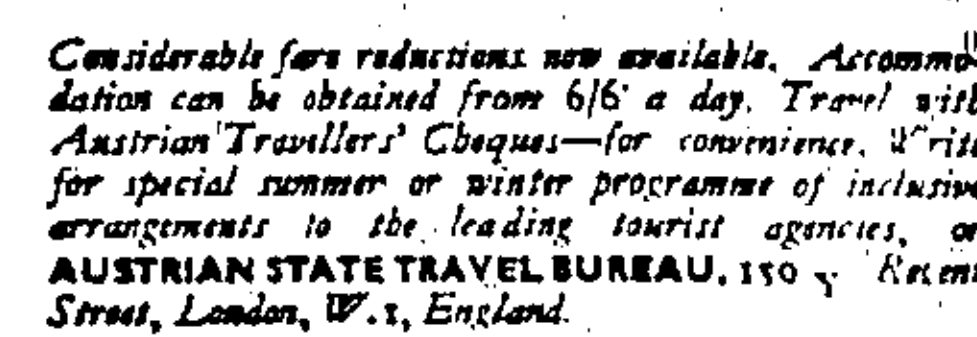 Considerable fare reductions now available. Accommo-
dation can be obtained from 6/6 a day. Travel with
Austrian Travellers' Cheques—for convenience. Write
for special summer or winter programme of inclusive
arrangements to the leading tourist agencies, or
AUSTRIAN STATE TRAVEL BUREAU, 150 Regent
Street, London, W.1, England.